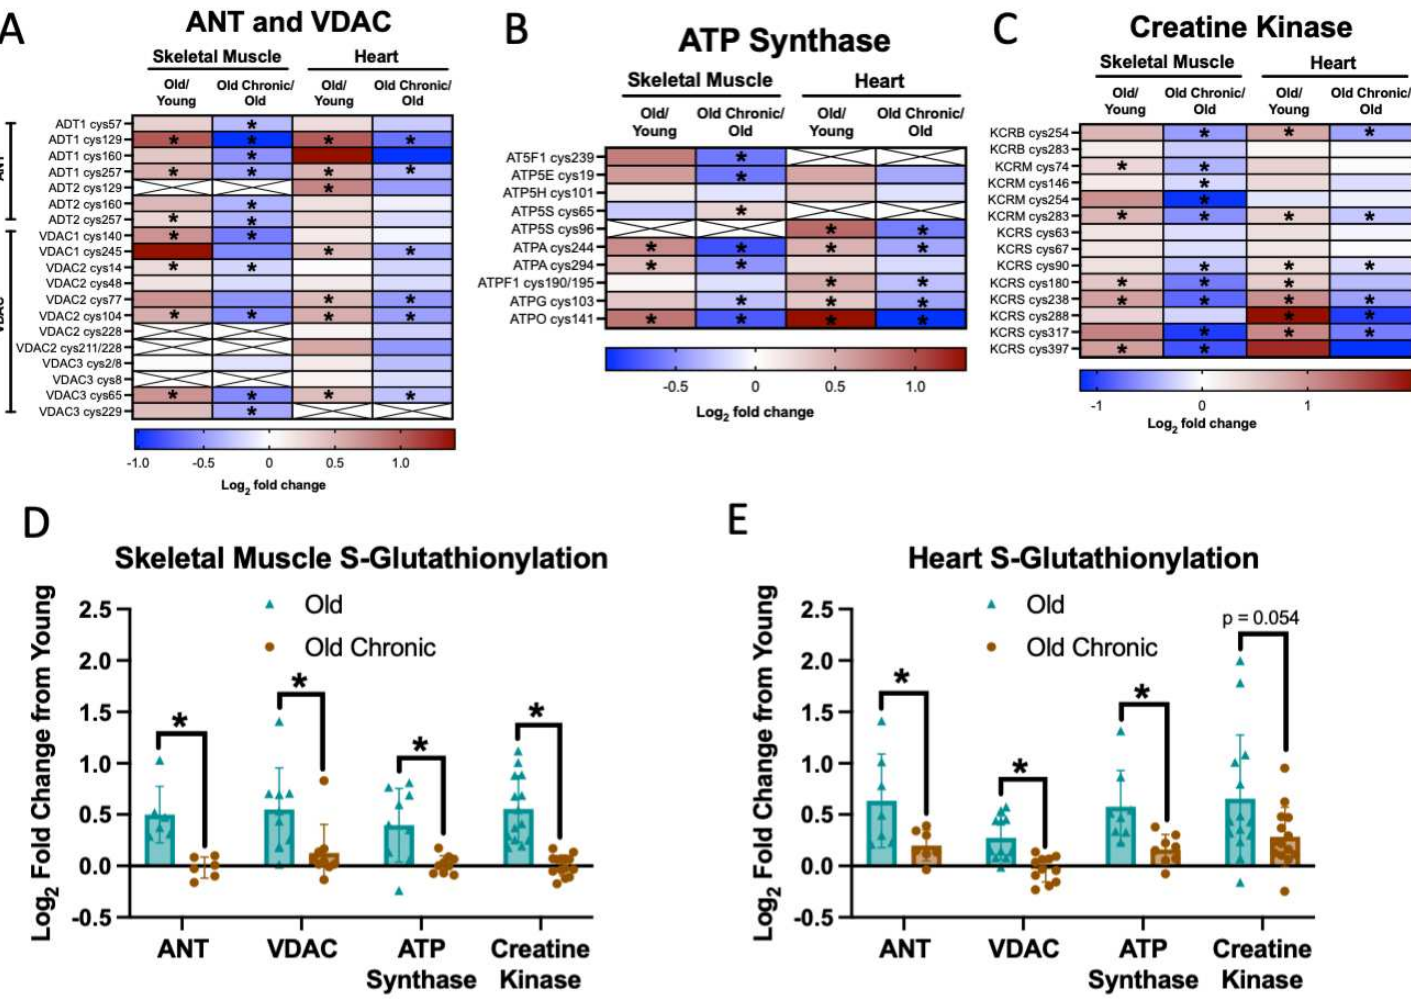 A
ANT and VDAC
Skeletal Muscle
Heart
Old/
Young
Old Chronic/
Old
Old/
Young
Old Chronic/
Old
ADT1 cys57
*
ADT1 cys129
* * * *
ADT1 cys160
*
ADT1 cys257
* * * *
ADT2 cys129
*
ADT2 cys160
*
ADT2 cys257
* *
VDAC1 cys140
* *
VDAC1 cys245
* *
VDAC2 cys14
* *
VDAC2 cys48
VDAC2 cys77
* *
VDAC2 cys104
* * * *
VDAC2 cys228
VDAC2 cys211/228
VDAC3 cys2/8
VDAC3 cys8
VDAC3 cys65
* * * *
VDAC3 cys229
*
-1.0 -0.5 0 0.5 1.0
Log2 fold change
B
ATP Synthase
Skeletal Muscle
Heart
Old/
Young
Old Chronic/
Old
Old/
Young
Old Chronic/
Old
AT5F1 cys239
*
ATP5E cys19
*
ATP5H cys101
ATP5S cys65
*
ATP5S cys96
* *
ATPA cys244
* * * *
ATPA cys294
* *
ATPF1 cys190/195
* *
ATPG cys103
* * *
ATPO cys141
* * * *
-0.5 0 0.5 1.0
Log2 fold change
C
Creatine Kinase
Skeletal Muscle
Heart
Old/
Young
Old Chronic/
Old
Old/
Young
Old Chronic/
Old
KCRB cys254
* * *
KCRB cys283
KCRM cys74
* *
KCRM cys146
*
KCRM cys254
*
KCRM cys283
* * * *
KCRS cys63
KCRS cys67
KCRS cys90
* * *
KCRS cys180
* * *
KCRS cys238
* * * *
KCRS cys288
* *
KCRS cys317
* * *
KCRS cys397
* *
-1 0 1
Log2 fold change
D
Skeletal Muscle S-Glutathionylation
Log2 Fold Change from Young
2.5
2.0
1.5
1.0
0.5
0.0
-0.5
Old
Old Chronic
* * * *
ANT
VDAC
ATP
Synthase
Creatine
Kinase
E
Heart S-Glutathionylation
Log2 Fold Change from Young
2.5
2.0
1.5
1.0
0.5
0.0
-0.5
Old
Old Chronic
p = 0.054
* * *
ANT
VDAC
ATP
Synthase
Creatine
Kinase